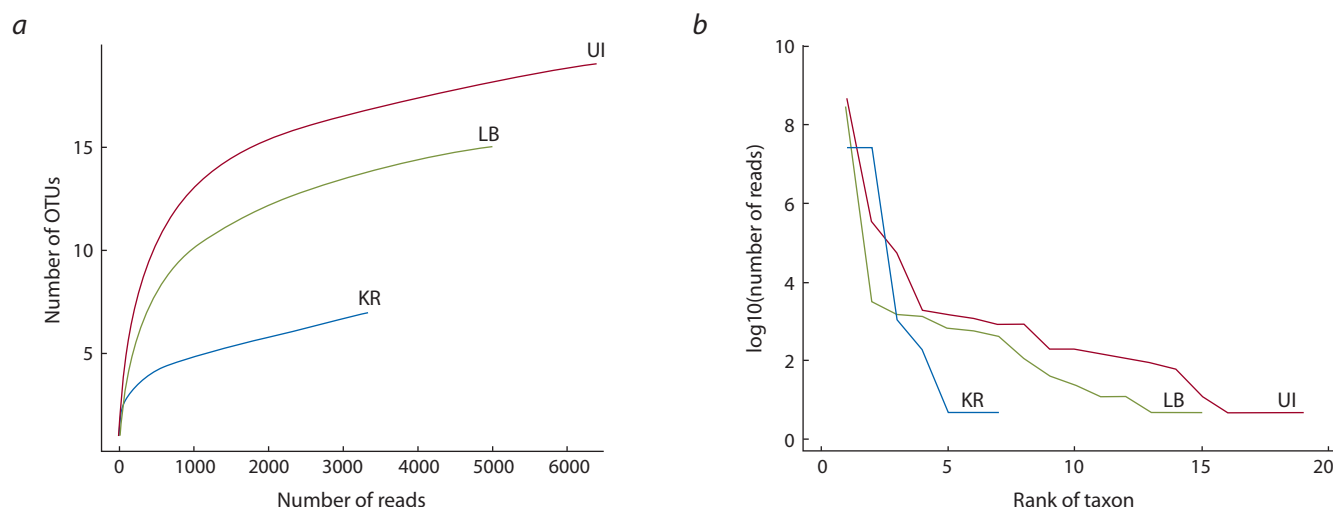 a
UI
LB
KR
15
10
5
Number of OTUs
0 1000 2000 3000 4000 5000 6000
Number of reads
b
10
8
6
4
2
0
log10(number of reads)
KR LB UI
0 5 10 15 20
Rank of taxon